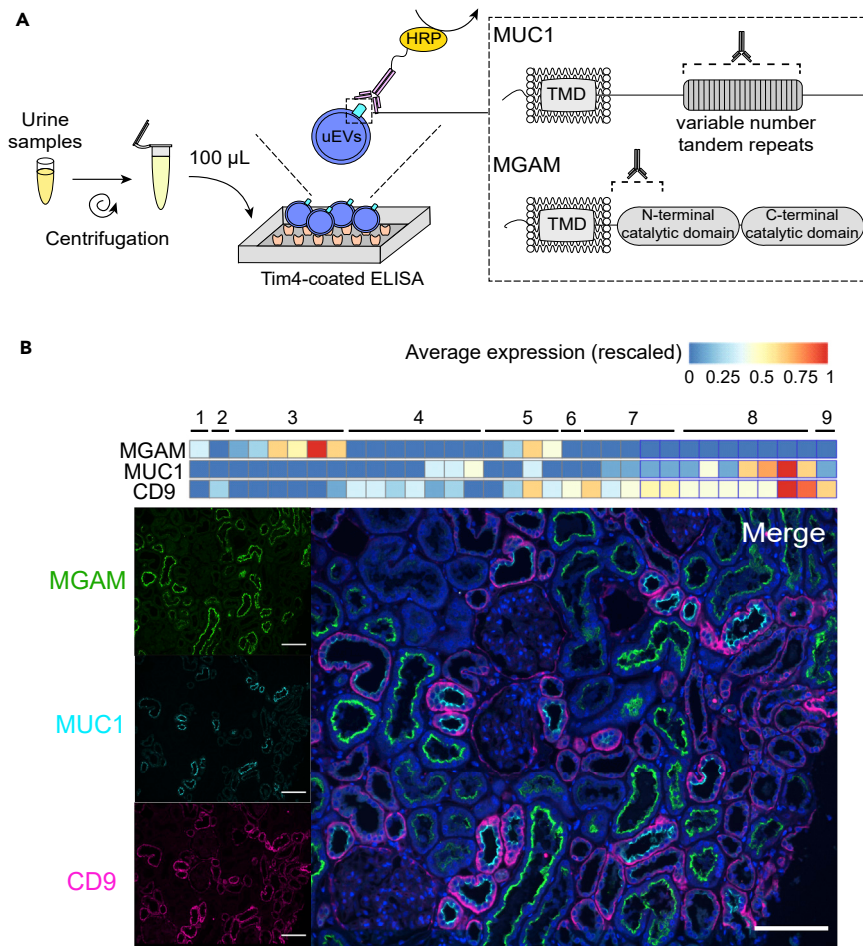 A
Urine
samples
Centrifugation
100 µL
HRP
uEVs
Tim4-coated ELISA
MUC1
TMD
variable number
tandem repeats
MGAM
TMD
N-terminal
catalytic domain
C-terminal
catalytic domain
B
Average expression (rescaled)
0 0.25 0.5 0.75 1
1 2 3 4 5 6 7 8 9
MGAM
MUC1
CD9
MGAM
MUC1
CD9
Merge